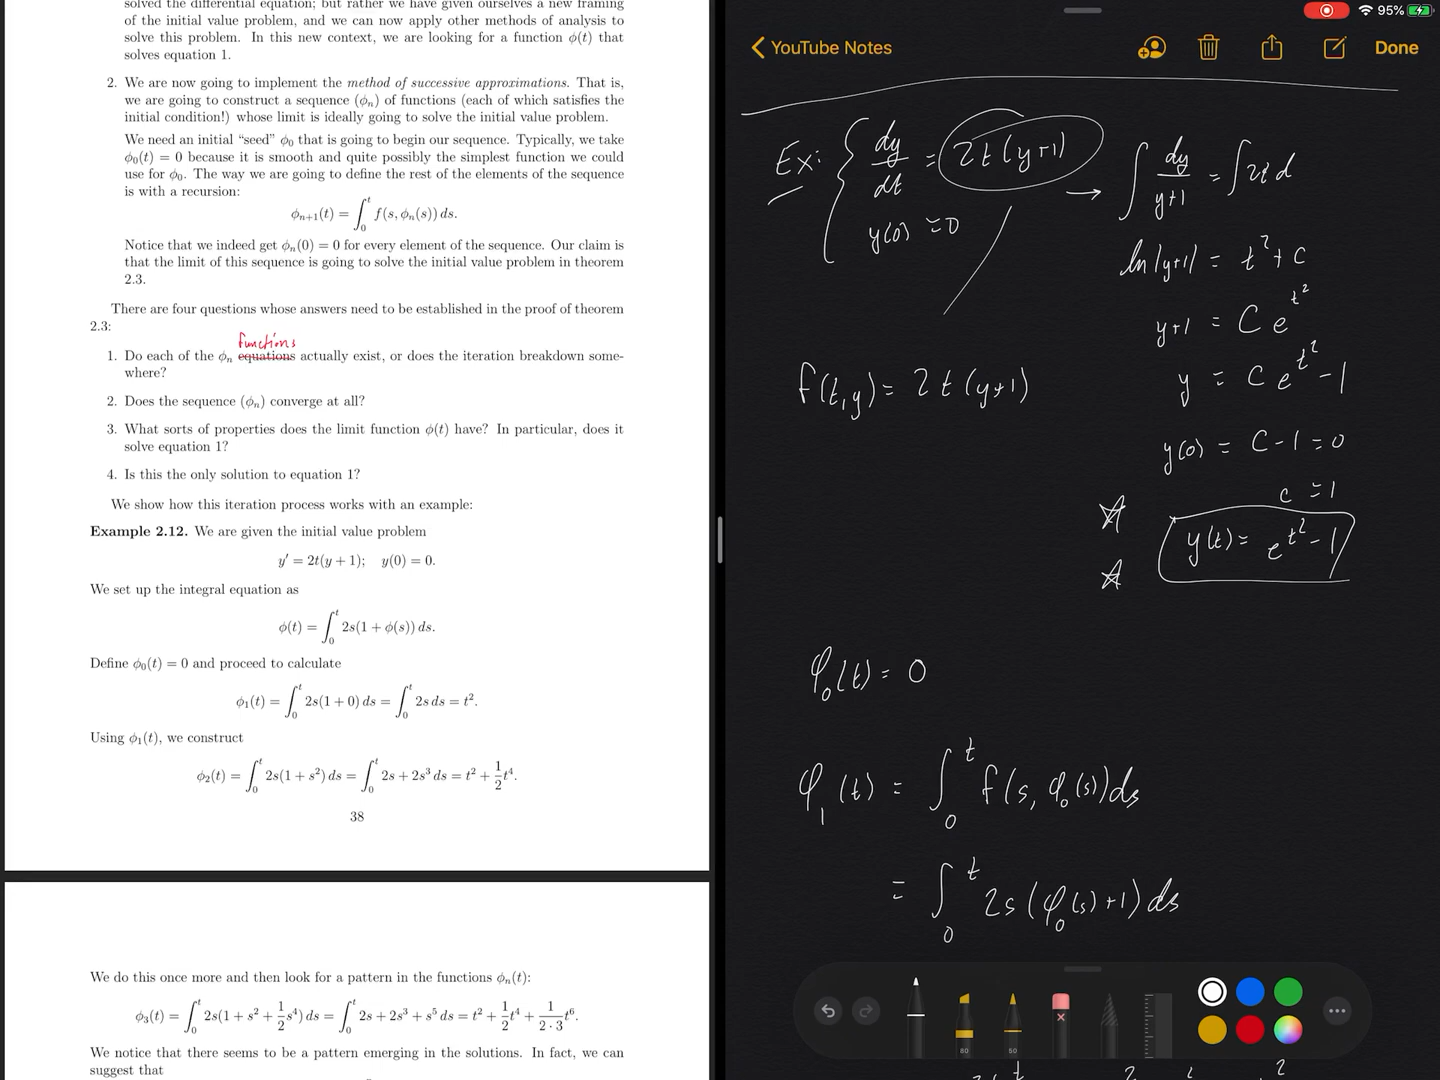 solved the differential equation; but rather we have given ourselves a new framing
of the initial value problem, and we can now apply other methods of analysis to
solve this problem. In this new context, we are looking for a function ϕ(t) that
solves equation 1.
2. We are now going to implement the method of successive approximations. That is,
we are going to construct a sequence (ϕₙ) of functions (each of which satisfies the
initial condition!) whose limit is ideally going to solve the initial value problem.
We need an initial “seed” ϕ₀ that is going to begin our sequence. Typically, we take
ϕ₀(t) = 0 because it is smooth and quite possibly the simplest function we could
use for ϕ₀. The way we are going to define the rest of the elements of the sequence
is with a recursion:
ϕₙ₊₁(t) = ∫₀ᵗ f(s, ϕₙ(s)) ds.
Notice that we indeed get ϕₙ(0) = 0 for every element of the sequence. Our claim is
that the limit of this sequence is going to solve the initial value problem in theorem
2.3.
There are four questions whose answers need to be established in the proof of theorem
2.3:
functions
1. Do each of the ϕₙ equations actually exist, or does the iteration breakdown some-
where?
2. Does the sequence (ϕₙ) converge at all?
3. What sorts of properties does the limit function ϕ(t) have? In particular, does it
solve equation 1?
4. Is this the only solution to equation 1?
We show how this iteration process works with an example:
Example 2.12. We are given the initial value problem
y′ = 2t(y + 1); y(0) = 0.
We set up the integral equation as
ϕ(t) = ∫₀ᵗ 2s(1 + ϕ(s)) ds.
Define ϕ₀(t) = 0 and proceed to calculate
ϕ₁(t) = ∫₀ᵗ 2s(1 + 0) ds = ∫₀ᵗ 2s ds = t².
Using ϕ₁(t), we construct
ϕ₂(t) = ∫₀ᵗ 2s(1 + s²) ds = ∫₀ᵗ 2s + 2s³ ds = t² + 1/2 t⁴.
38
We do this once more and then look for a pattern in the functions ϕₙ(t):
ϕ₃(t) = ∫₀ᵗ 2s(1 + s² + 1/2 s⁴) ds = ∫₀ᵗ 2s + 2s³ + s⁵ ds = t² + 1/2 t⁴ + 1/(2 · 3) t⁶.
We notice that there seems to be a pattern emerging in the solutions. In fact, we can
suggest that
95%
YouTube Notes
Done
Ex: { dy/dt = 2t(y+1)
y(0) = 0
→ ∫ dy/(y+1) = ∫ 2t d
ln|y+1| = t² + c
y+1 = C e^t²
y = C e^t² - 1
f(t,y) = 2t(y+1)
y(0) = C - 1 = 0
c = 1
y(t) = e^t² - 1
φ₀(t) = 0
φ₁(t) = ∫₀ᵗ f(s, φ₀(s)) ds
= ∫₀ᵗ 2s(φ₀(s)+1) ds
80
50